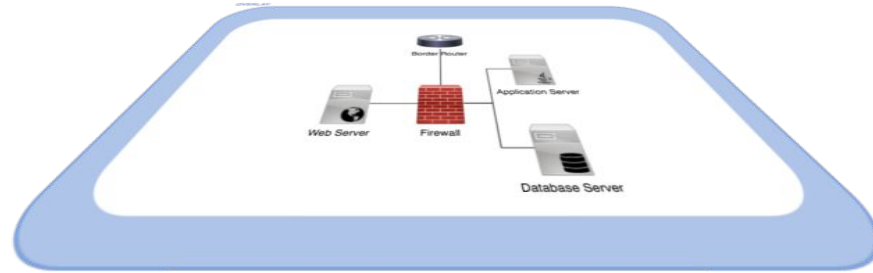 Border Router
Application Server
Web Server
Firewall
Database Server